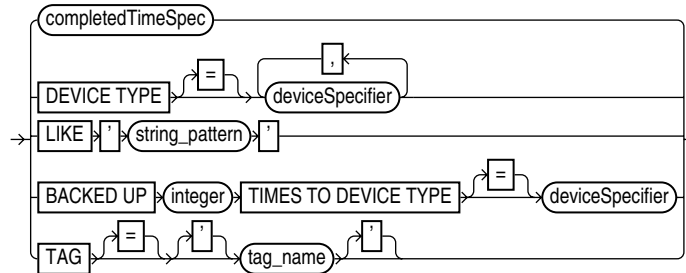 completedTimeSpec
DEVICE TYPE = , deviceSpecifier
LIKE ' string_pattern '
BACKED UP integer TIMES TO DEVICE TYPE = deviceSpecifier
TAG = ' tag_name '